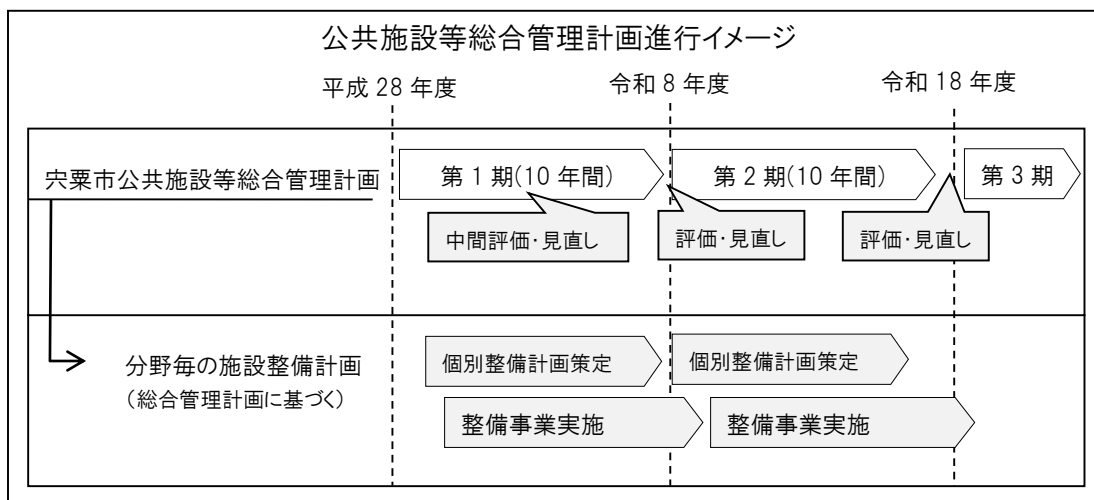 公共施設等総合管理計画進行イメージ
平成 28 年度
令和 8 年度
令和 18 年度
宍粟市公共施設等総合管理計画
第 1 期(10 年間)
第 2 期(10 年間)
第 3 期
中間評価・見直し
評価・見直し
評価・見直し
分野毎の施設整備計画
（総合管理計画に基づく）
個別整備計画策定
個別整備計画策定
整備事業実施
整備事業実施